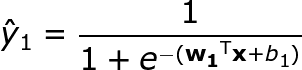 ŷ₁ = 1 / (1 + e^−(𝐰₁ᵀ𝐱+b₁))